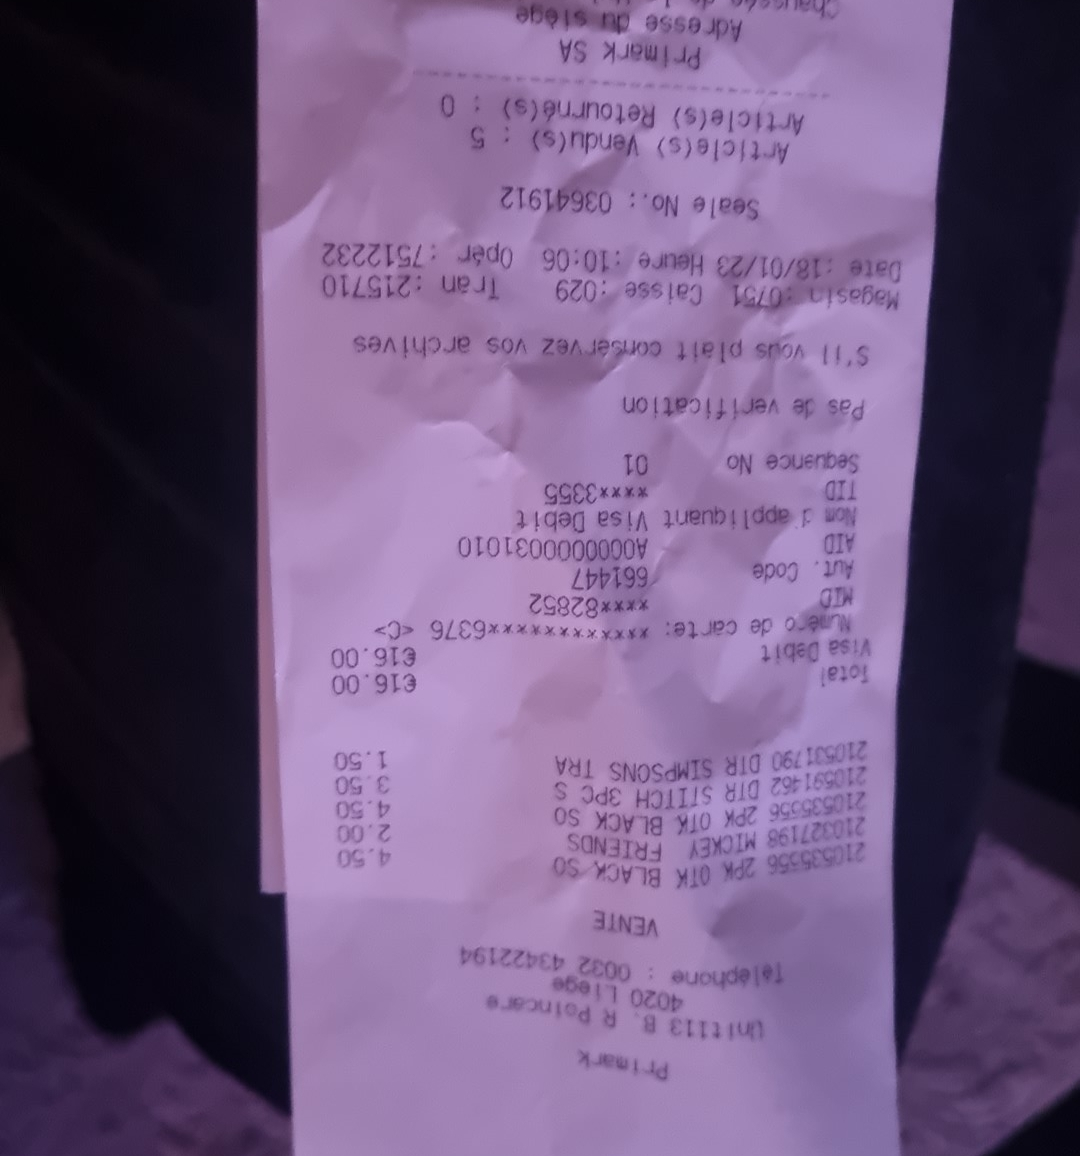 Primark
Unit113 B. R Poincare
4020 Liege
Téléphone : 0032 43422194
VENTE
210535556 2PK OTK BLACK SO 4.50
210327198 MICKEY FRIENDS 2.00
210535556 2PK OTK BLACK SO 4.50
210591462 DTR STITCH 3PC S 3.50
210531790 DTR SIMPSONS TRA 1.50
Total €16.00
Visa Debit €16.00
Numéro de carte: ************6376 <C>
MID ****82852
Aut. Code 661447
AID A0000000031010
Nom d'appliquant Visa Debit
TID ****3355
Sequence No 01
Pas de verification
S'il vous plait conservez vos archives
Magasin :0751 Caisse :029 Tran :215710
Date :18/01/23 Heure :10:06 Opér :7512232
Seale No.: 03641912
Article(s) Vendu(s) : 5
Article(s) Retourné(s) : 0
--------------------------------
Primark SA
Adresse du siège